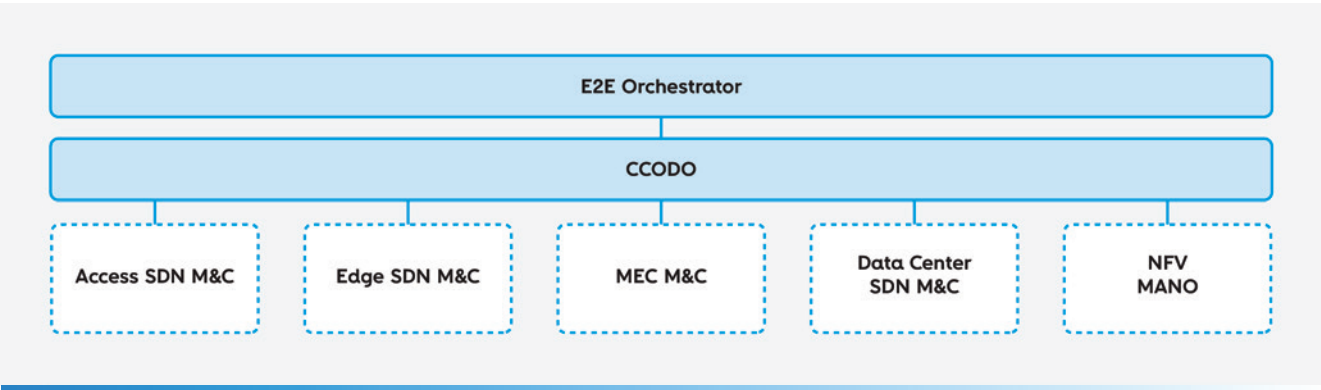 E2E Orchestrator
CCODO
Access SDN M&C
Edge SDN M&C
MEC M&C
Data Center
SDN M&C
NFV
MANO